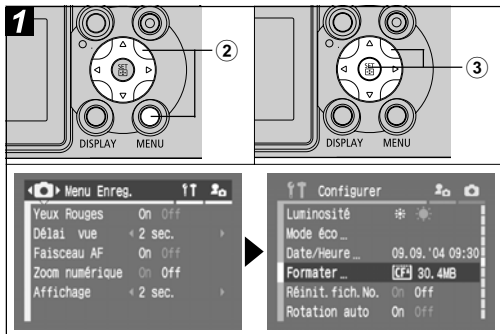 1
2
SET
DISPLAY MENU
3
SET
DISPLAY MENU
Menu Enreg.
Yeux Rouges On Off
Délai vue 2 sec.
Faisceau AF On Off
Zoom numérique On Off
Affichage 2 sec.
Configurer
Luminosité
Mode éco…
Date/Heure… 09.09.'04 09:30
Formater… CF 30.4MB
Réinit.fich.No. On Off
Rotation auto On Off